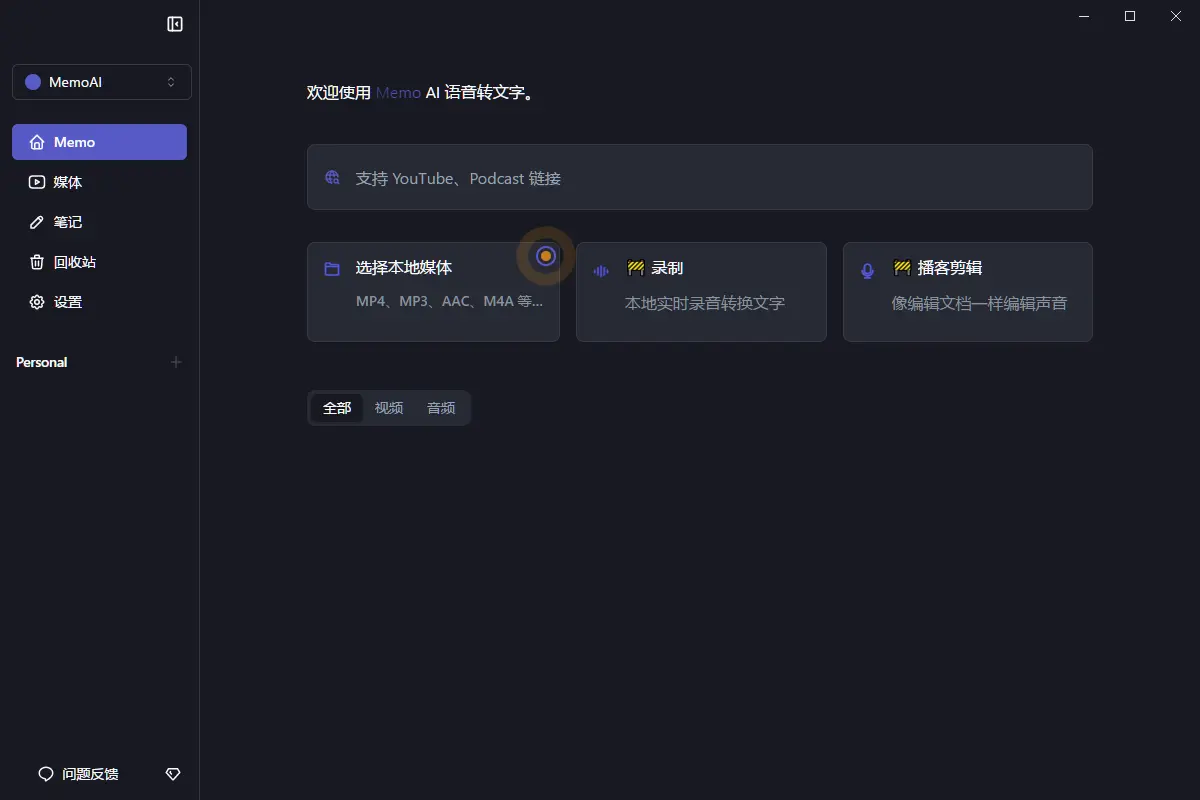 MemoAI
Memo
媒体
笔记
回收站
设置
Personal
问题反馈
欢迎使用 Memo AI 语音转文字。
支持 YouTube、Podcast 链接
选择本地媒体
MP4、MP3、AAC、M4A 等...
🚧 录制
本地实时录音转换文字
🚧 播客剪辑
像编辑文档一样编辑声音
全部 视频 音频